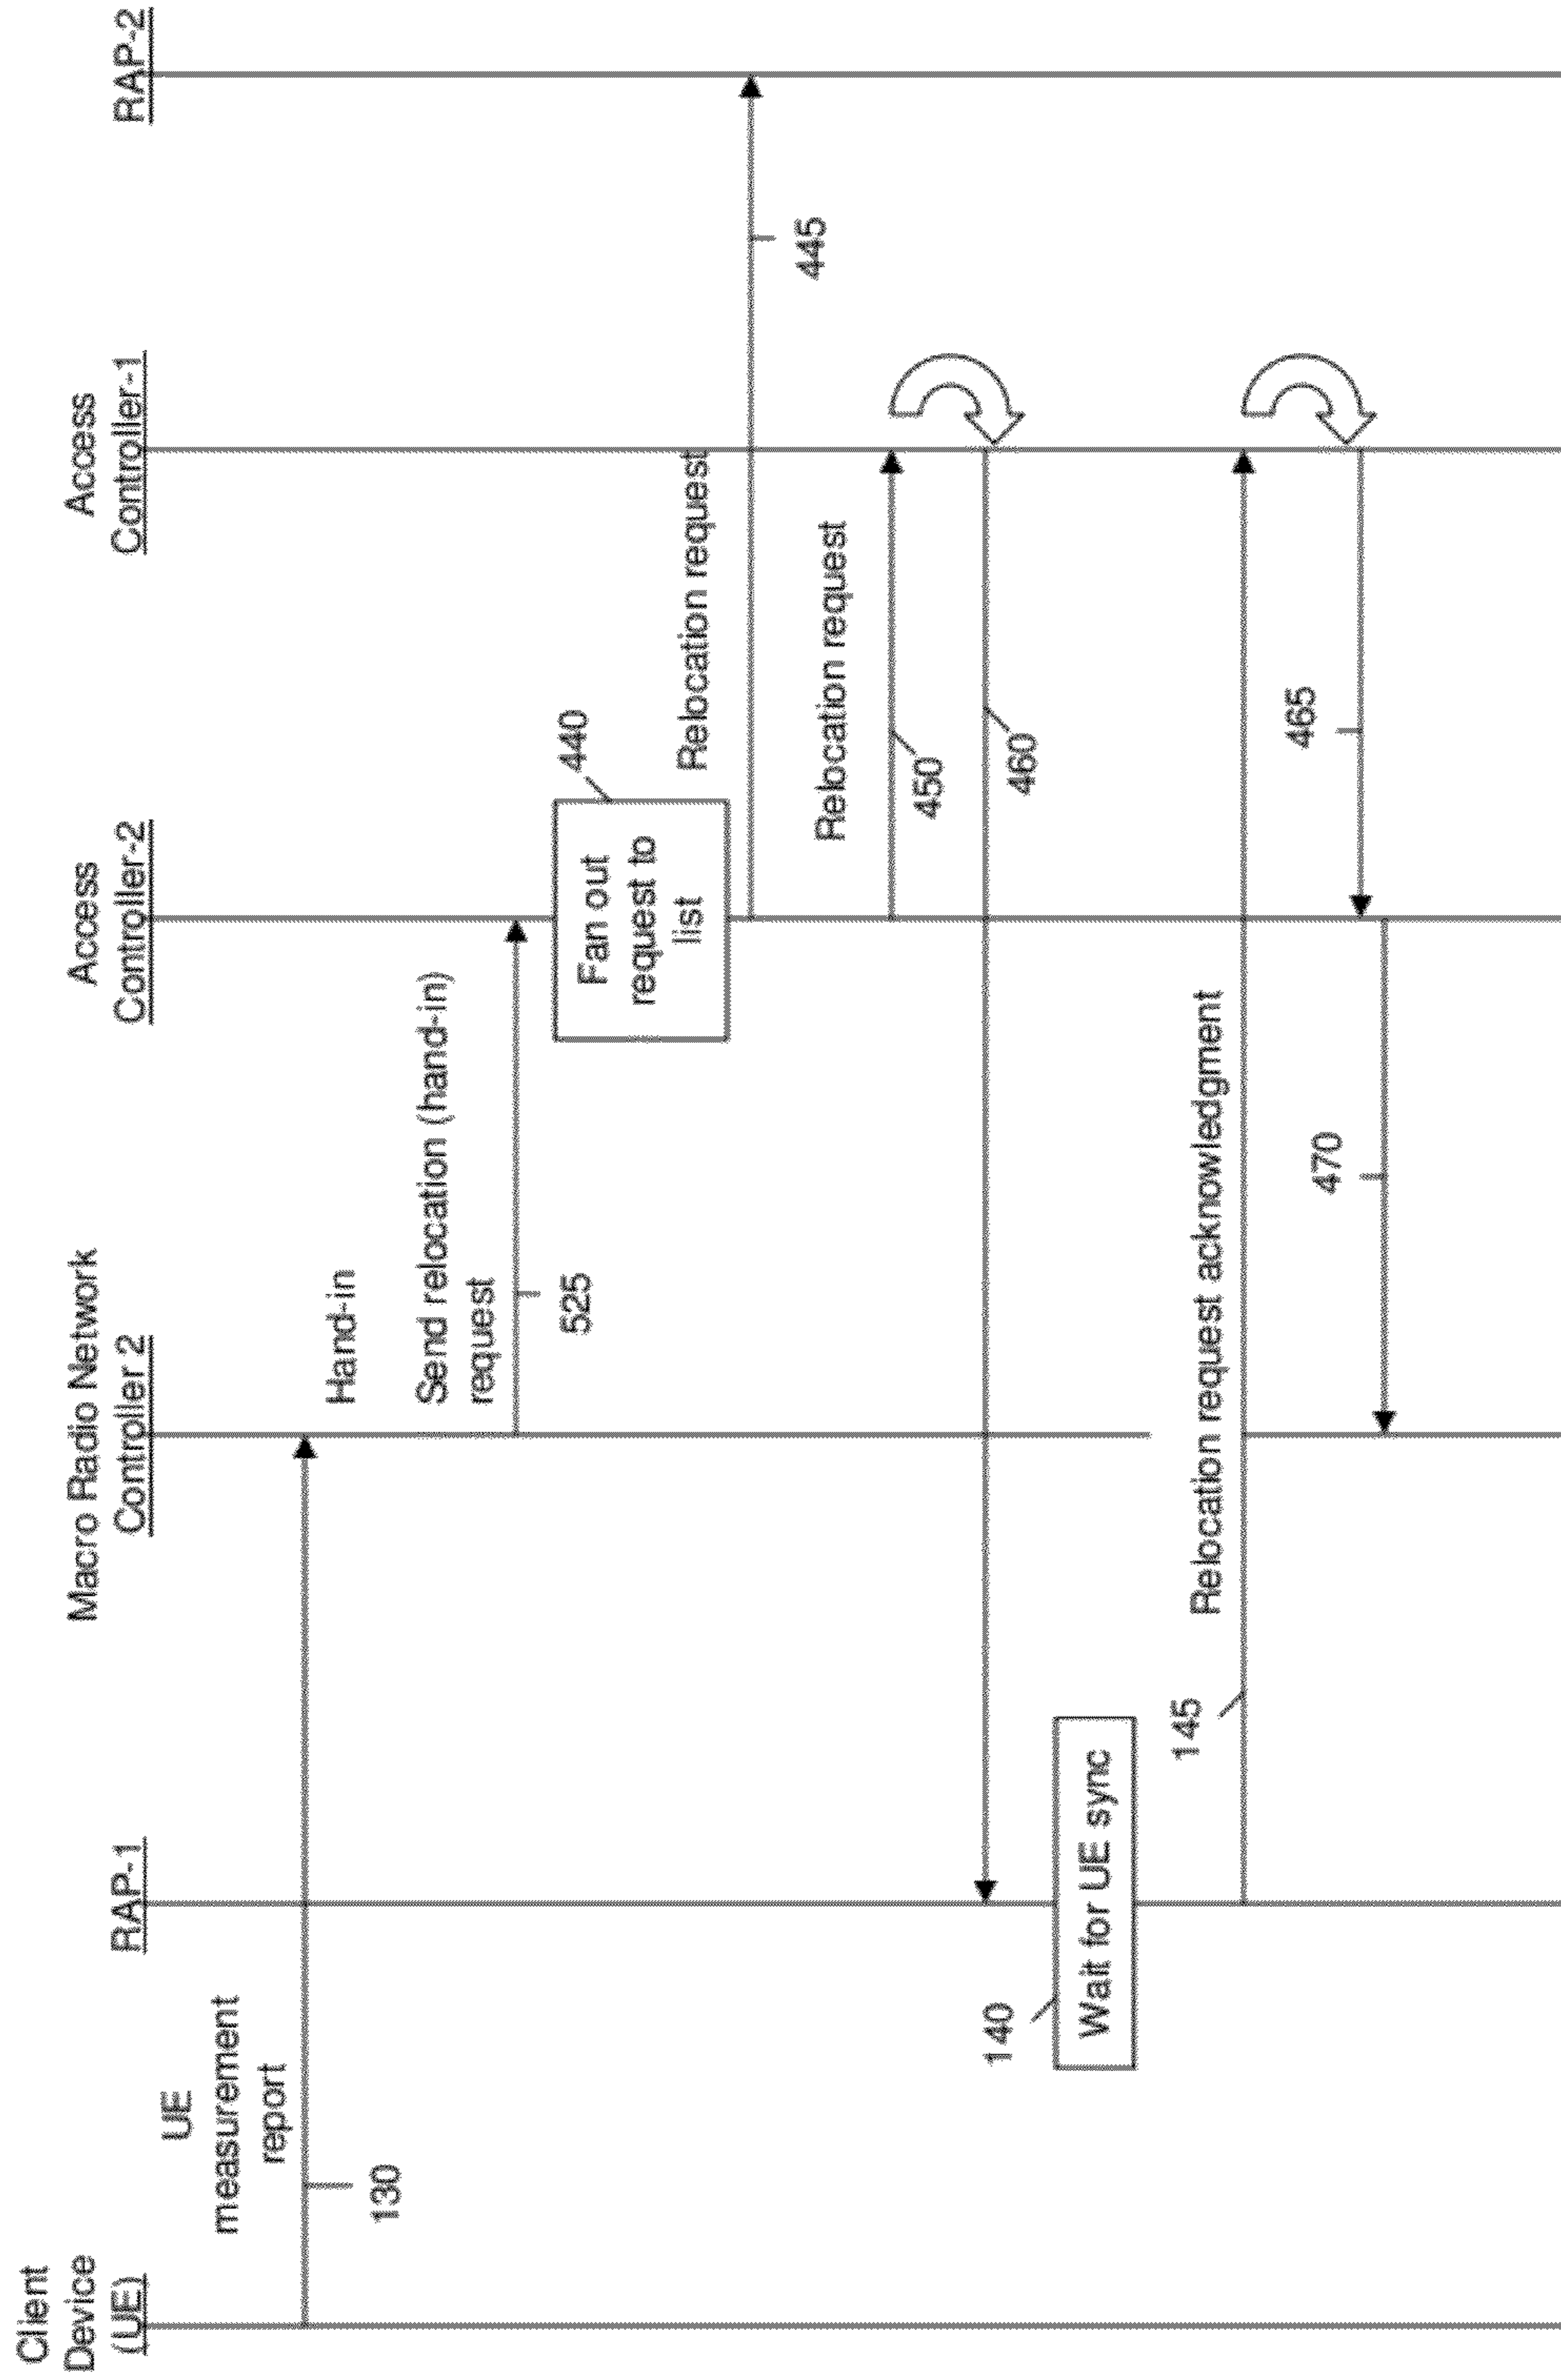 Client
Device
(UE)
RAP-1
Macro Radio Network
Controller 2
Access
Controller-2
Access
Controller-1
RAP-2
UE
measurement
report
130
Hand-in
Send relocation (hand-in)
request
525
Fan out
request to
list
440
Relocation request
445
Relocation request
450
460
140
Wait for UE sync
Relocation request acknowledgment
145
465
470